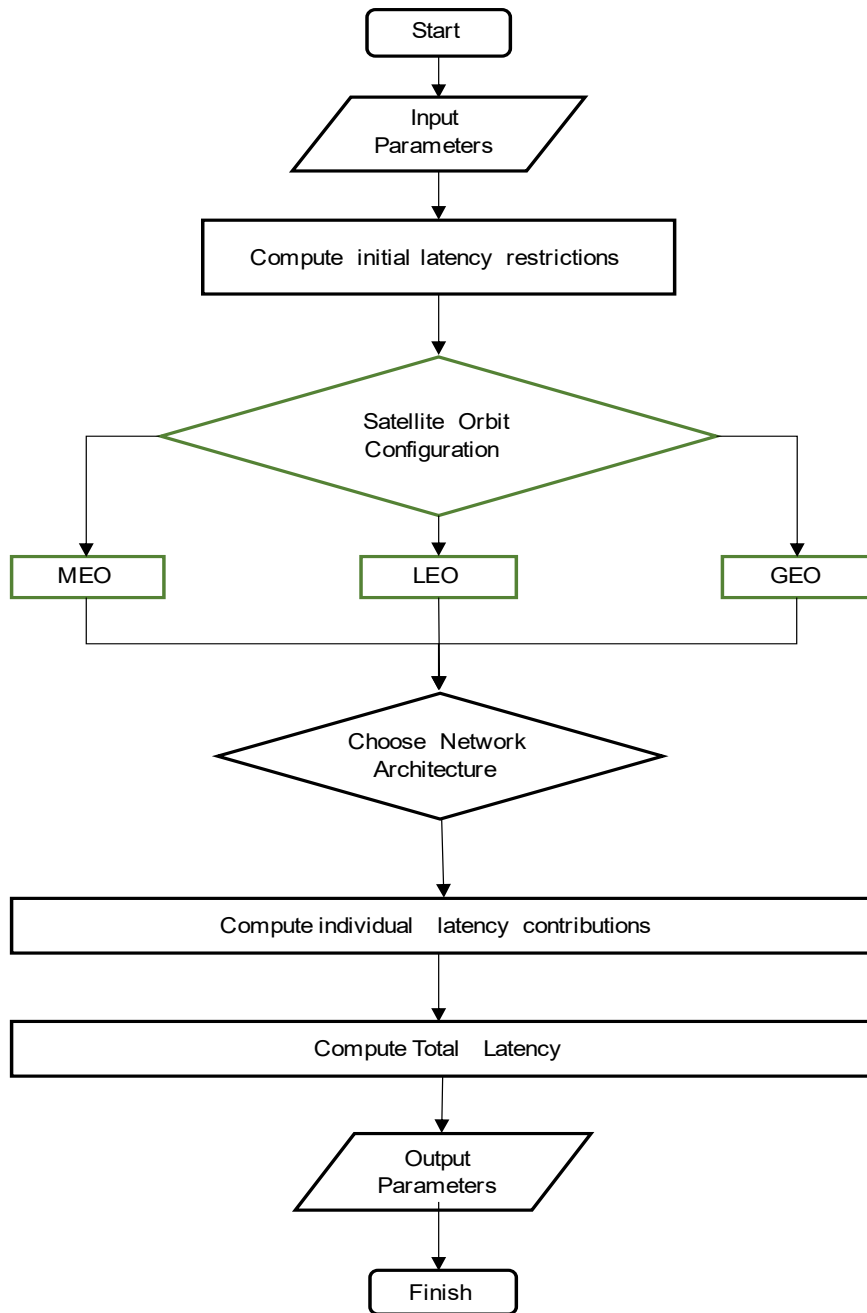 Start
Input
Parameters
Compute initial latency restrictions
Satellite Orbit
Configuration
MEO
LEO
GEO
Choose Network
Architecture
Compute individual latency contributions
Compute Total Latency
Output
Parameters
Finish